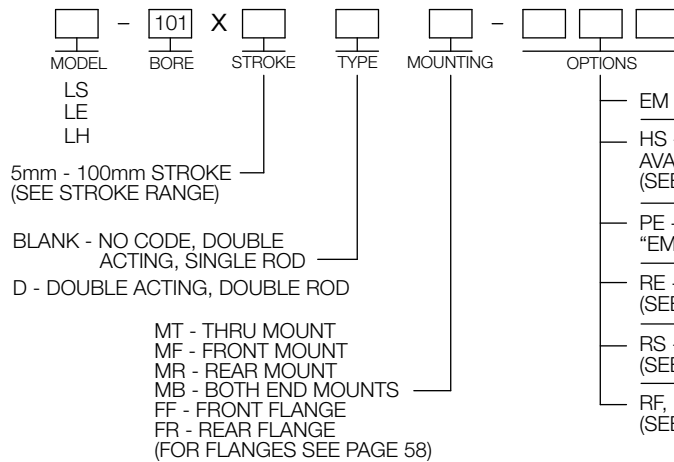 - 101 X -
MODEL BORE STROKE TYPE MOUNTING OPTIONS
LS
LE
LH
5mm - 100mm STROKE
(SEE STROKE RANGE)
BLANK - NO CODE, DOUBLE
ACTING, SINGLE ROD
D - DOUBLE ACTING, DOUBLE ROD
MT - THRU MOUNT
MF - FRONT MOUNT
MR - REAR MOUNT
MB - BOTH END MOUNTS
FF - FRONT FLANGE
FR - REAR FLANGE
(FOR FLANGES SEE PAGE 58)
EM
HS -
PE -
"EM
RE -
RS -
RF,